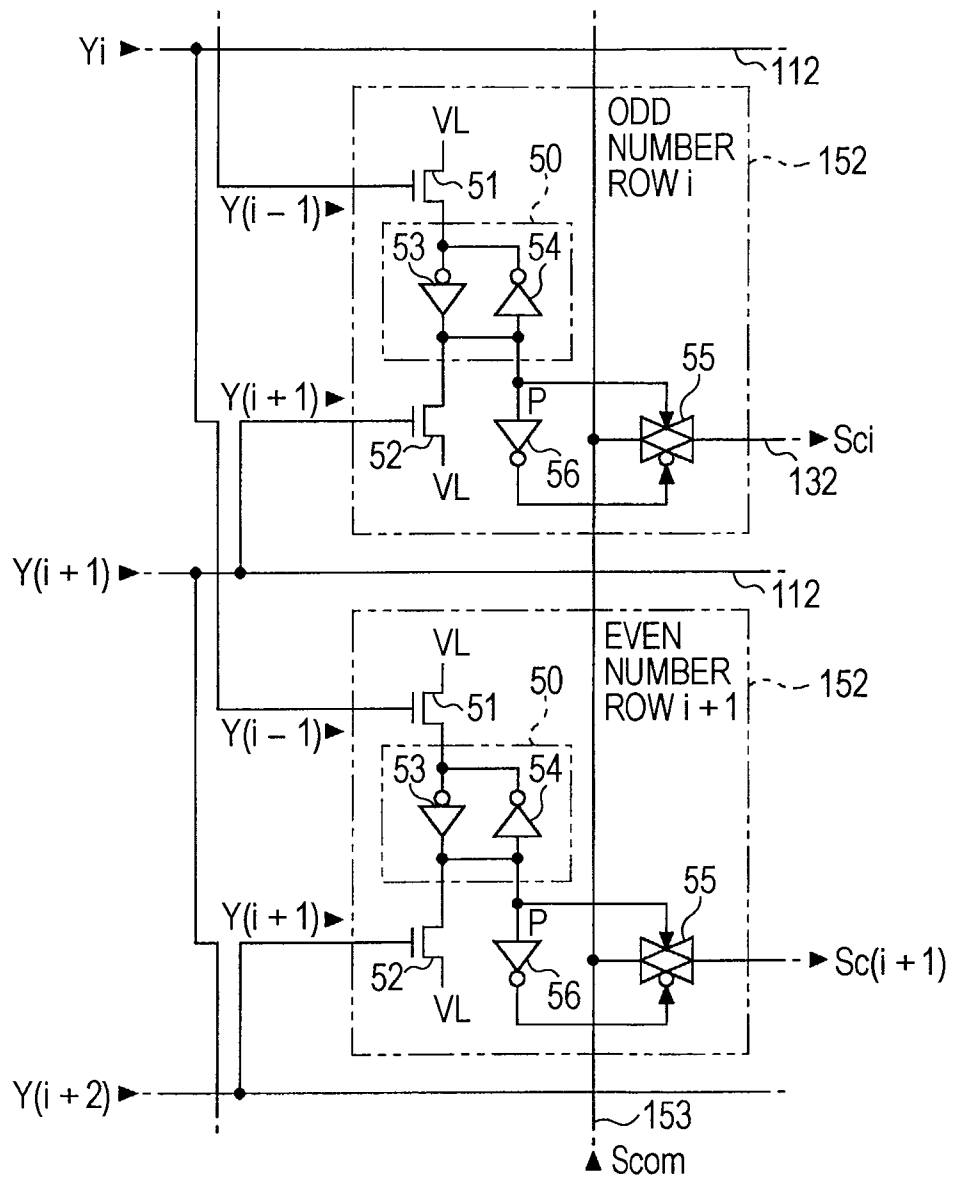 Yi
112
ODD
NUMBER
ROW i
152
VL
51
50
Y(i – 1)
53
54
Y(i + 1)
P
55
52
VL
56
Sci
132
Y(i + 1)
112
EVEN
NUMBER
ROW i + 1
152
VL
51
50
Y(i – 1)
53
54
Y(i + 1)
P
55
52
VL
56
Sc(i + 1)
Y(i + 2)
153
Scom